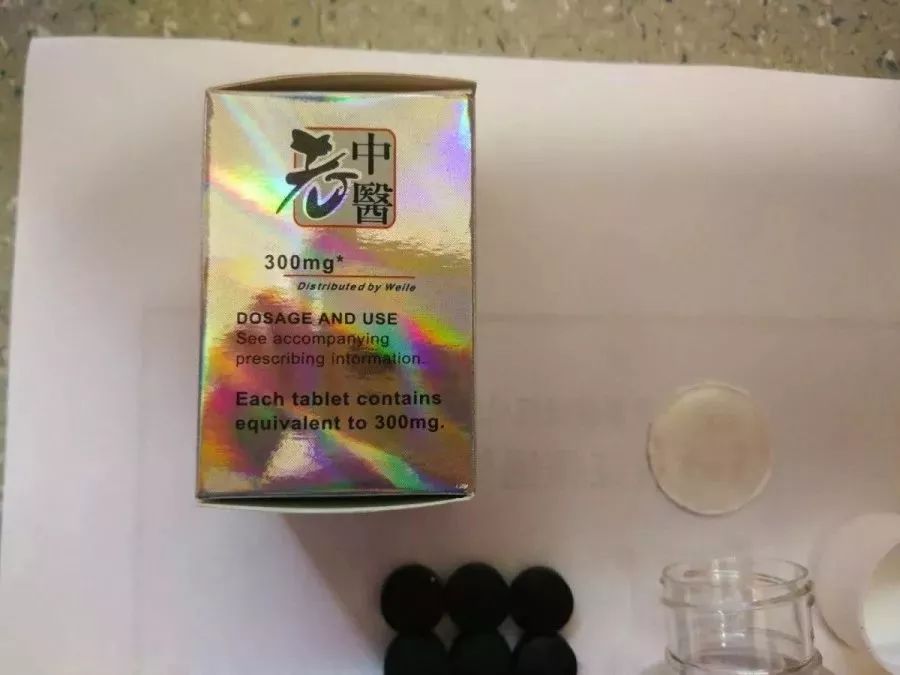 老中醫
300mg*
Distributed by Weile
DOSAGE AND USE
See accompanying
prescribing information.
Each tablet contains
equivalent to 300mg.